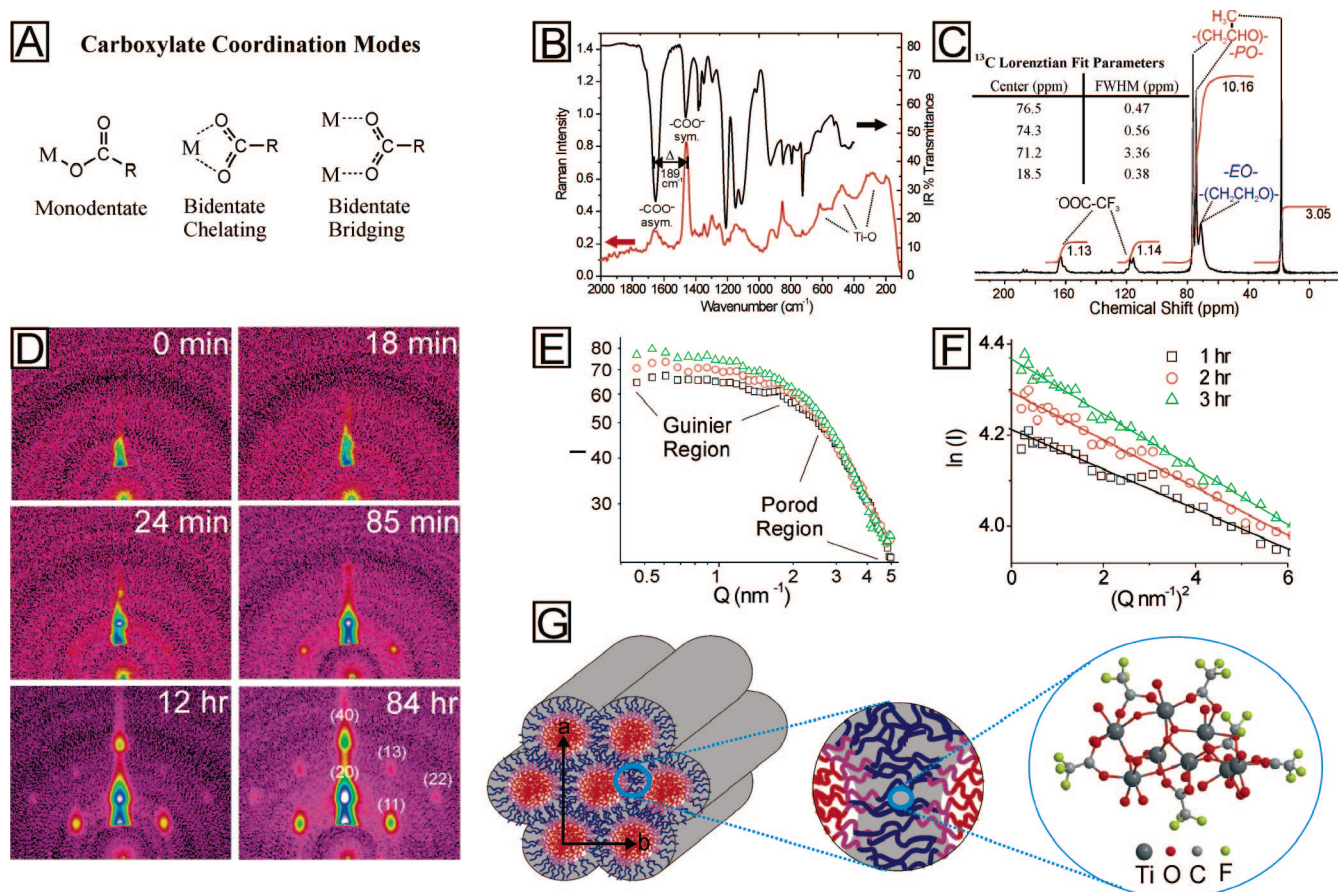 A
Carboxylate Coordination Modes
M
O
O
R
Monodentate
M
O
O
R
Bidentate
Chelating
M
O
M
O
R
Bidentate
Bridging
B
Raman Intensity
1.4
1.2
1.0
0.8
0.6
0.4
0.2
0.0
-COO⁻
sym.
Δ
189
cm⁻¹
-COO⁻
asym.
Ti-O
80
70
60
50
40
30
20
10
0
IR % Transmittance
2000 1800 1600 1400 1200 1000 800 600 400 200
Wavenumber (cm⁻¹)
C
H₃C
-(CH₂CHO)-
-PO-
¹³C Lorenztian Fit Parameters
Center (ppm) FWHM (ppm)
76.5 0.47
74.3 0.56
71.2 3.36
18.5 0.38
10.16
-EO-
-(CH₂CH₂O)-
⁻OOC-CF₃
1.13
1.14
3.05
200 160 120 80 40 0
Chemical Shift (ppm)
D
0 min
18 min
24 min
85 min
12 hr
84 hr
(40)
(13)
(20)
(22)
(11)
E
I
80
70
60
50
40
30
Guinier
Region
Porod
Region
0.5 1 2 3 4 5
Q (nm⁻¹)
F
ln (I)
4.4
4.2
4.0
1 hr
2 hr
3 hr
0 2 4 6
(Q nm⁻¹)²
G
a
b
Ti O C F